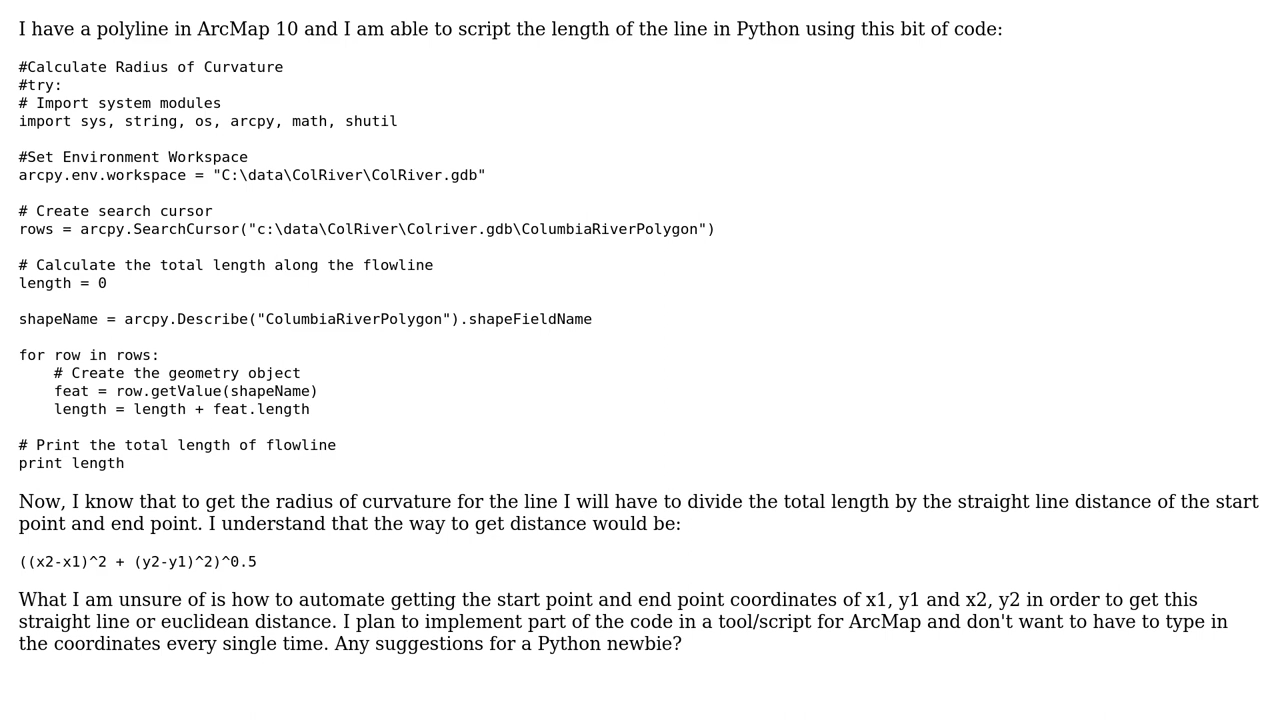 I have a polyline in ArcMap 10 and I am able to script the length of the line in Python using this bit of code:
#Calculate Radius of Curvature
#try:
# Import system modules
import sys, string, os, arcpy, math, shutil
#Set Environment Workspace
arcpy.env.workspace = "C:\data\ColRiver\ColRiver.gdb"
# Create search cursor
rows = arcpy.SearchCursor("c:\data\ColRiver\Colriver.gdb\ColumbiaRiverPolygon")
# Calculate the total length along the flowline
length = 0
shapeName = arcpy.Describe("ColumbiaRiverPolygon").shapeFieldName
for row in rows:
    # Create the geometry object
    feat = row.getValue(shapeName)
    length = length + feat.length
# Print the total length of flowline
print length
Now, I know that to get the radius of curvature for the line I will have to divide the total length by the straight line distance of the start
point and end point. I understand that the way to get distance would be:
((x2-x1)^2 + (y2-y1)^2)^0.5
What I am unsure of is how to automate getting the start point and end point coordinates of x1, y1 and x2, y2 in order to get this
straight line or euclidean distance. I plan to implement part of the code in a tool/script for ArcMap and don't want to have to type in
the coordinates every single time. Any suggestions for a Python newbie?